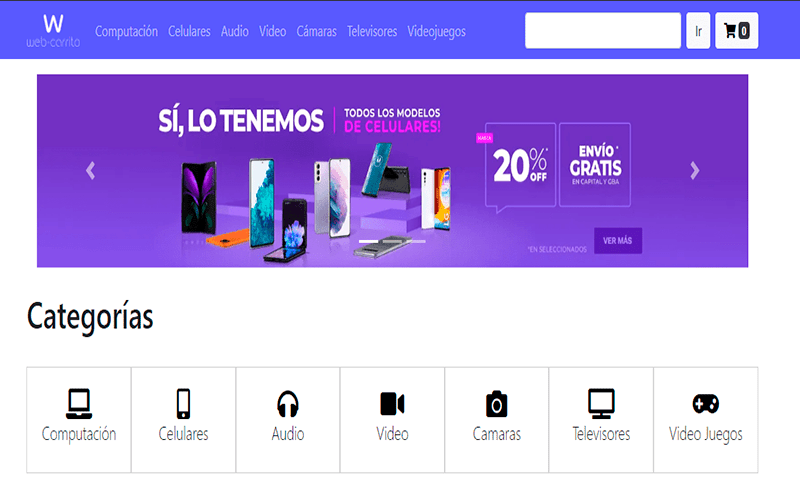 W
web-carrito
Computación Celulares Audio Video Cámaras Televisores Videojuegos
Ir
0
SÍ, LO TENEMOS
TODOS LOS MODELOS
DE CELULARES!
HASTA
20%*
OFF
ENVÍO*
GRATIS
EN CAPITAL Y GBA
*EN SELECCIONADOS
VER MÁS
Categorías
Computación Celulares Audio Video Camaras Televisores Video Juegos